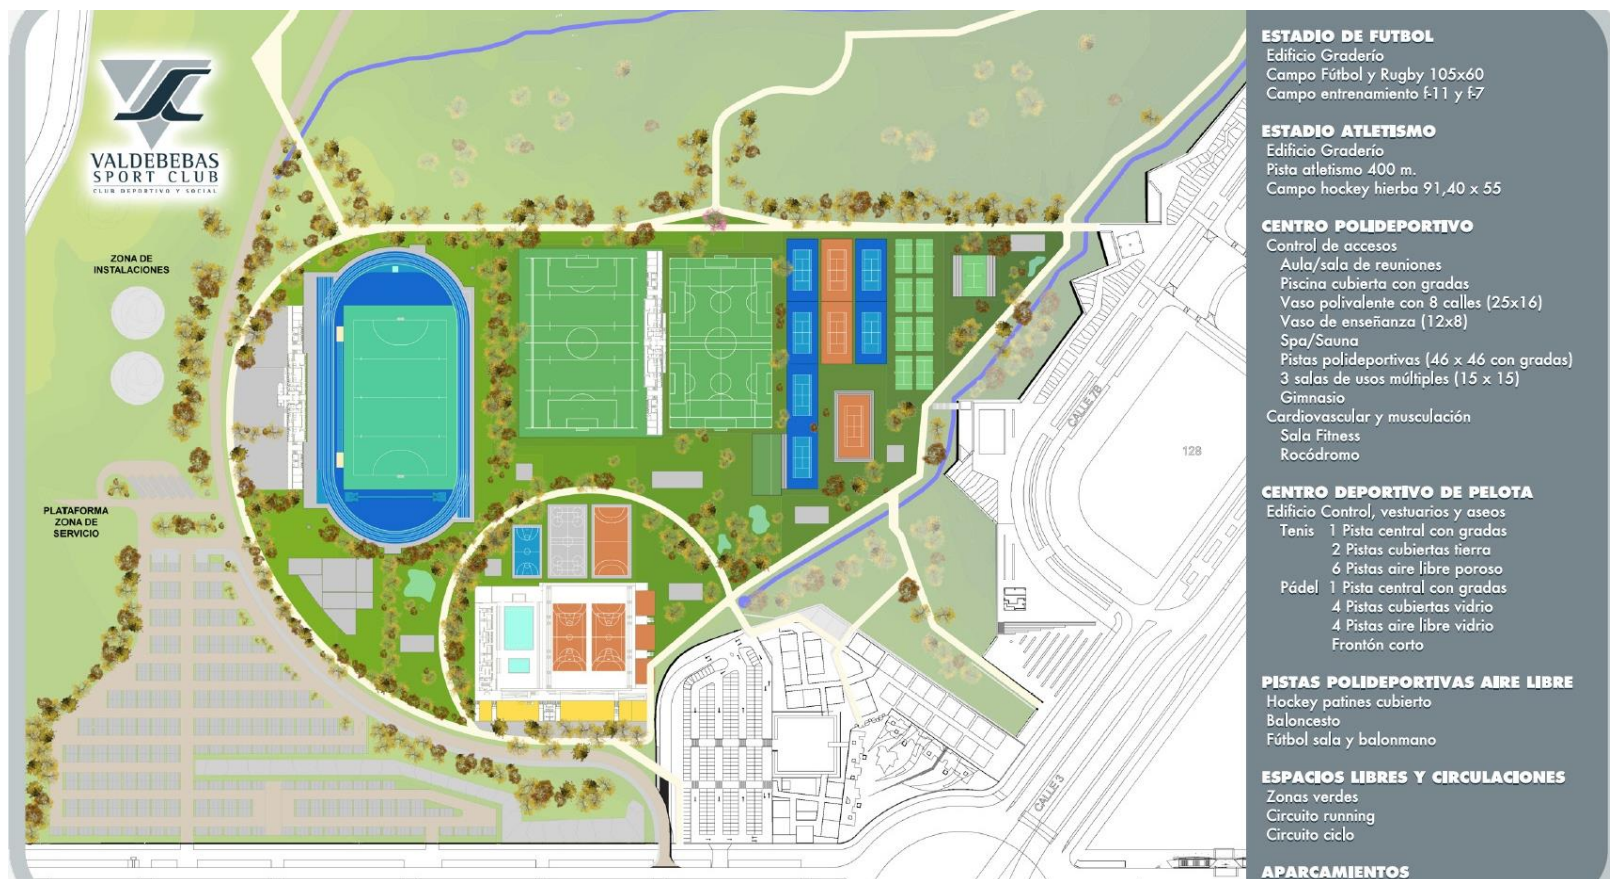 VALDEBEBAS
SPORT CLUB
CLUB DEPORTIVO Y SOCIAL
ZONA DE
INSTALACIONES
PLATAFORMA
ZONA DE
SERVICIO
CALLE 7B
128
CALLE 3
ESTADIO DE FUTBOL
Edificio Graderío
Campo Fútbol y Rugby 105x60
Campo entrenamiento f-11 y f-7
ESTADIO ATLETISMO
Edificio Graderío
Pista atletismo 400 m.
Campo hockey hierba 91,40 x 55
CENTRO POLIDEPORTIVO
Control de accesos
Aula/sala de reuniones
Piscina cubierta con gradas
Vaso polivalente con 8 calles (25x16)
Vaso de enseñanza (12x8)
Spa/Sauna
Pistas polideportivas (46 x 46 con gradas)
3 salas de usos múltiples (15 x 15)
Gimnasio
Cardiovascular y musculación
Sala Fitness
Rocódromo
CENTRO DEPORTIVO DE PELOTA
Edificio Control, vestuarios y aseos
Tenis 1 Pista central con gradas
2 Pistas cubiertas tierra
6 Pistas aire libre poroso
Pádel 1 Pista central con gradas
4 Pistas cubiertas vidrio
4 Pistas aire libre vidrio
Frontón corto
PISTAS POLIDEPORTIVAS AIRE LIBRE
Hockey patines cubierto
Baloncesto
Fútbol sala y balonmano
ESPACIOS LIBRES Y CIRCULACIONES
Zonas verdes
Circuito running
Circuito ciclo
APARCAMIENTOS